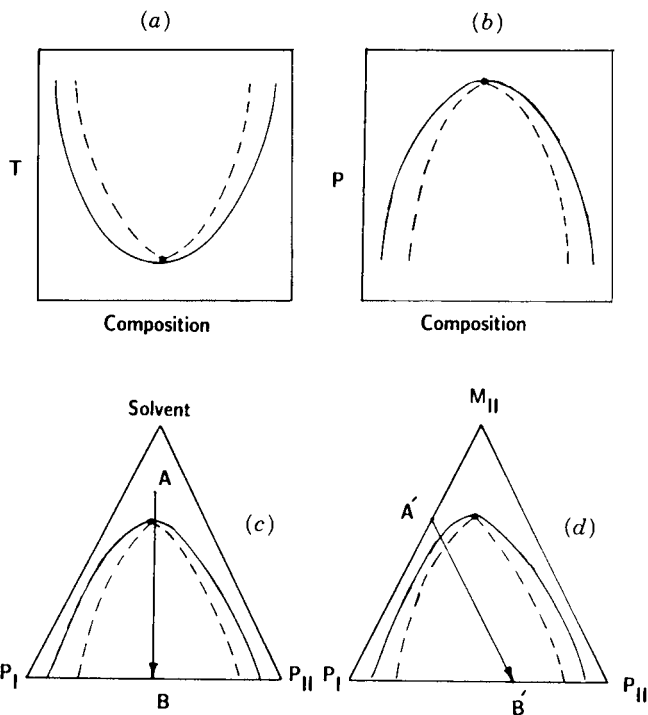 (a)
(b)
T
P
Composition
Composition
Solvent
M_II
A
A′
(c)
(d)
P_I
P_II
P_I
P_II
B
B′